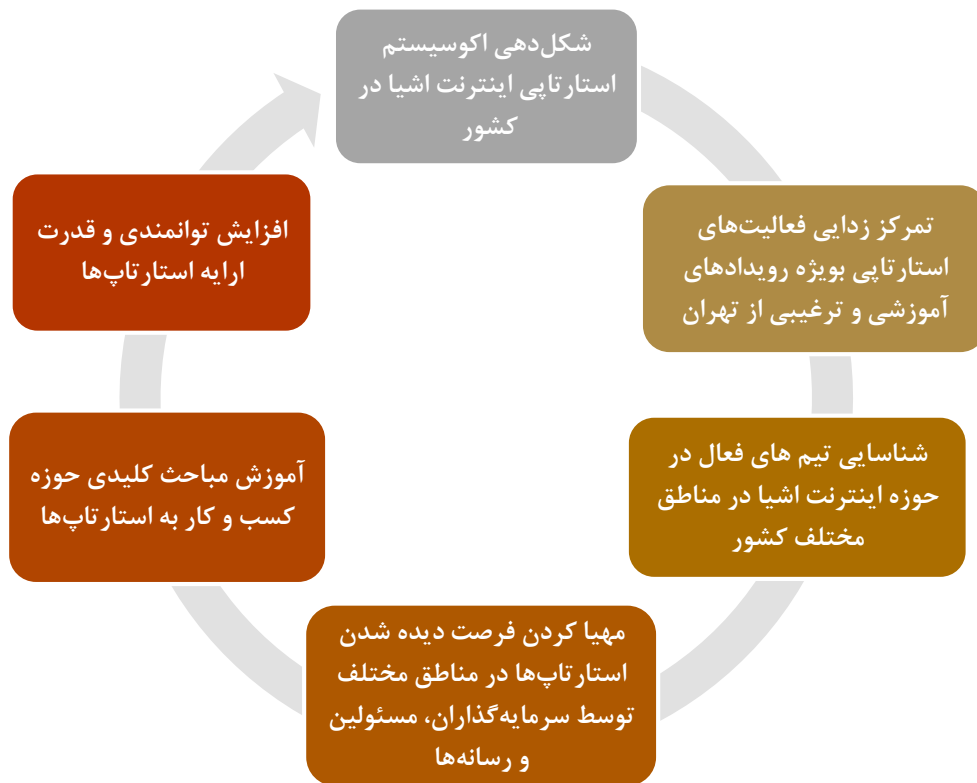 شکل‌دهی اکوسیستم
استارتاپی اینترنت اشیا در
کشور
تمرکز زدایی فعالیت‌های
استارتاپی بویژه رویدادهای
آموزشی و ترغیبی از تهران
شناسایی تیم های فعال در
حوزه اینترنت اشیا در مناطق
مختلف کشور
مهیا کردن فرصت دیده شدن
استارتاپ‌ها در مناطق مختلف
توسط سرمایه‌گذاران، مسئولین
و رسانه‌ها
آموزش مباحث کلیدی حوزه
کسب و کار به استارتاپ‌ها
افزایش توانمندی و قدرت
ارایه استارتاپ‌ها